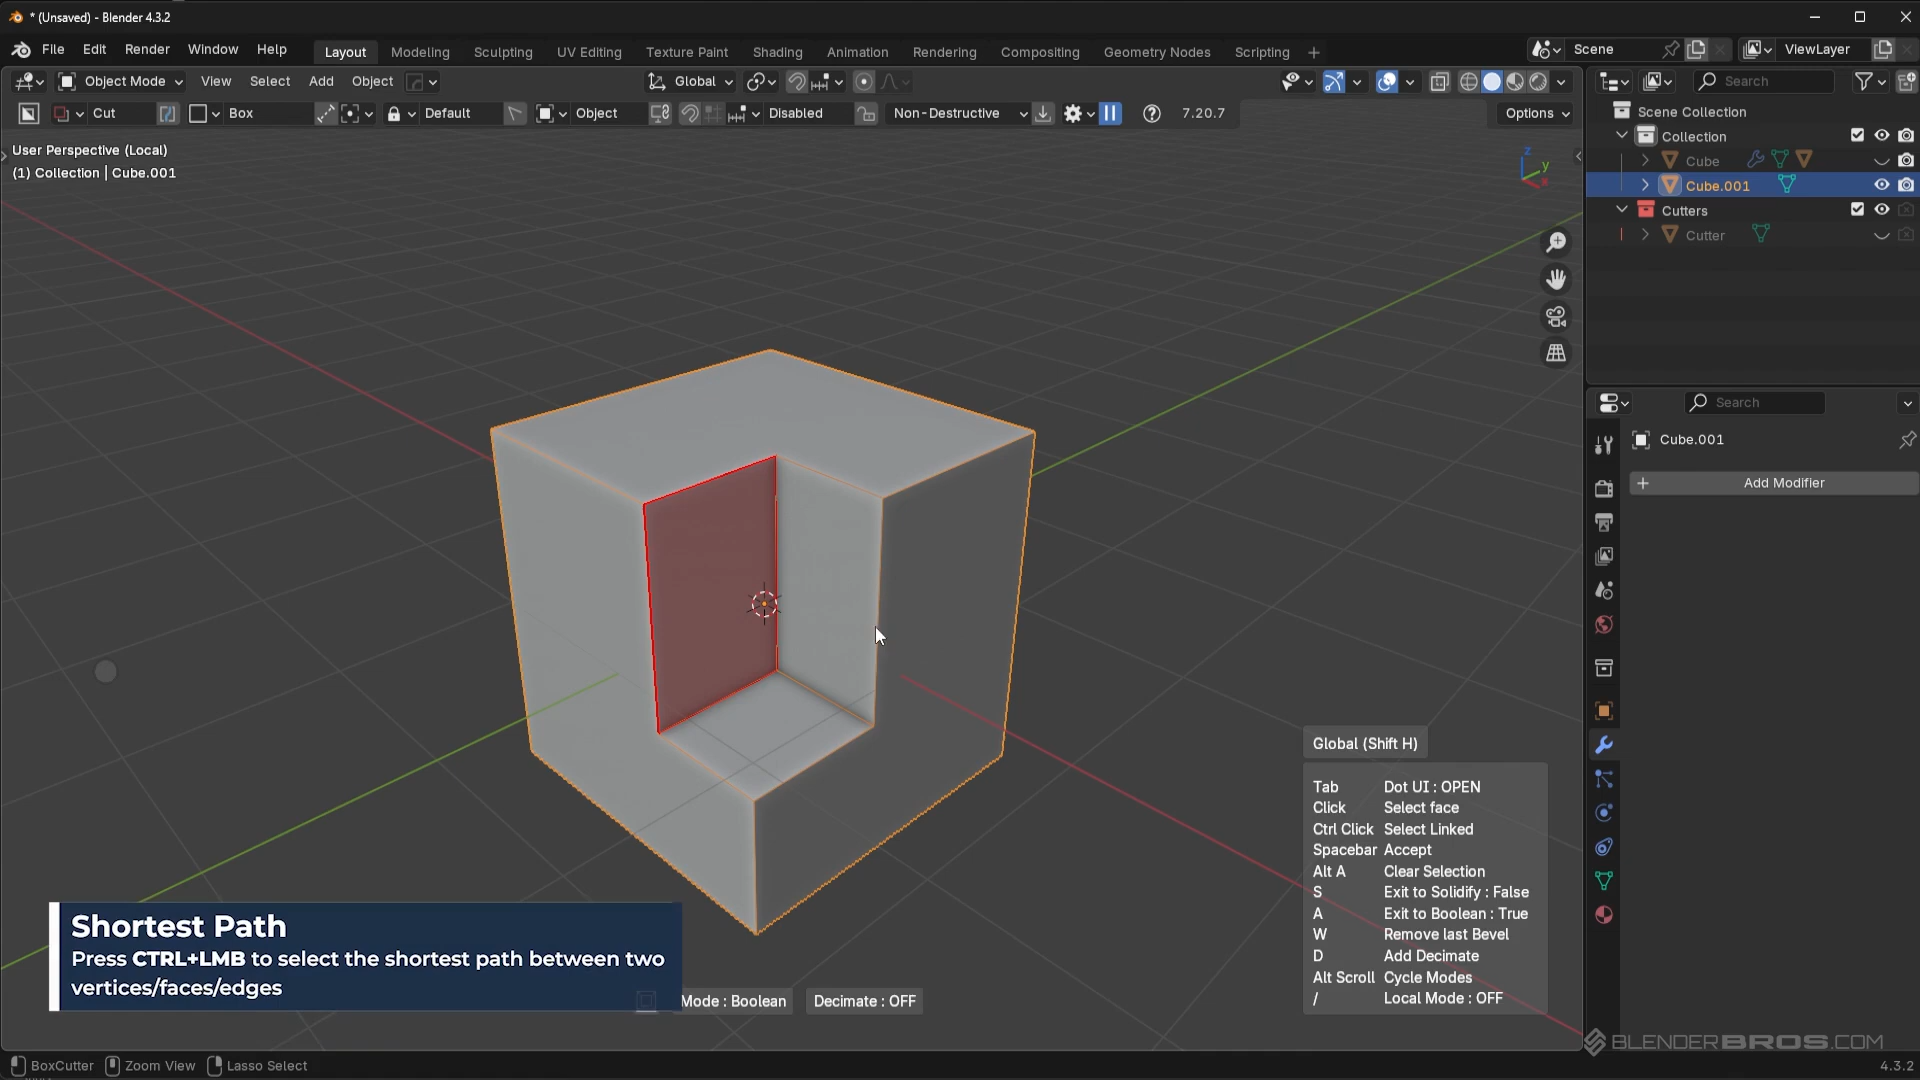 * (Unsaved) - Blender 4.3.2
File Edit Render Window Help Layout Modeling Sculpting UV Editing Texture Paint Shading Animation Rendering Compositing Geometry Nodes Scripting + Scene ViewLayer
Object Mode View Select Add Object Global Search
Cut Box Default Object Disabled Non-Destructive 7.20.7 Options
User Perspective (Local)
(1) Collection | Cube.001
Z
Y
X
Scene Collection
Collection
Cube
Cube.001
Cutters
Cutter
Search
Cube.001
+ Add Modifier
Global (Shift H)
Tab Dot UI : OPEN
Click Select face
Ctrl Click Select Linked
Spacebar Accept
Alt A Clear Selection
S Exit to Solidify : False
A Exit to Boolean : True
W Remove last Bevel
D Add Decimate
Alt Scroll Cycle Modes
/ Local Mode : OFF
Shortest Path
Press CTRL+LMB to select the shortest path between two
vertices/faces/edges
Mode : Boolean Decimate : OFF
BLENDERBROS.COM
BoxCutter Zoom View Lasso Select 4.3.2